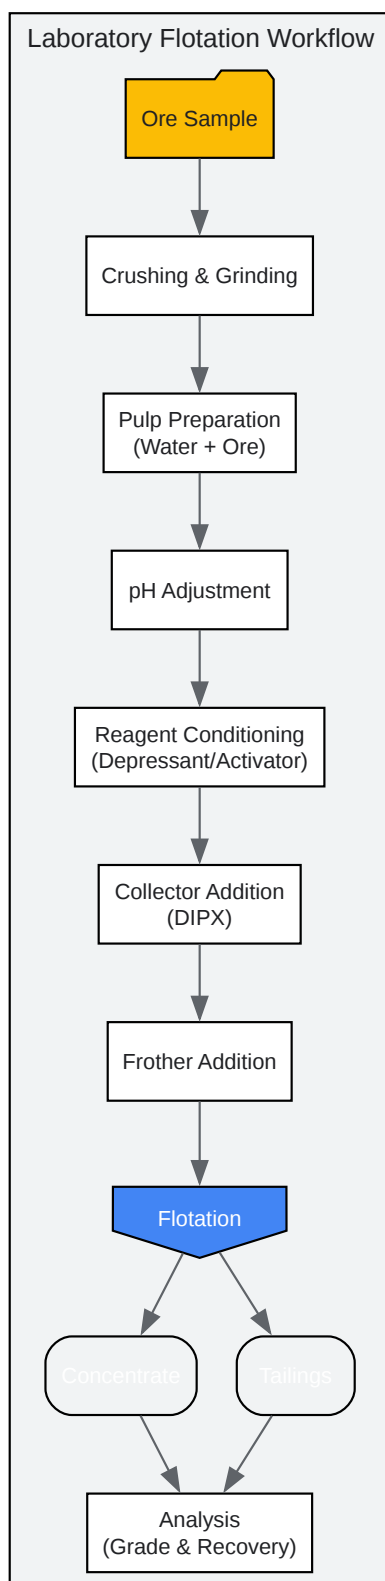 Laboratory Flotation Workflow
Ore Sample
Crushing & Grinding
Pulp Preparation
(Water + Ore)
pH Adjustment
Reagent Conditioning
(Depressant/Activator)
Collector Addition
(DIPX)
Frother Addition
Flotation
Concentrate
Tailings
Analysis
(Grade & Recovery)